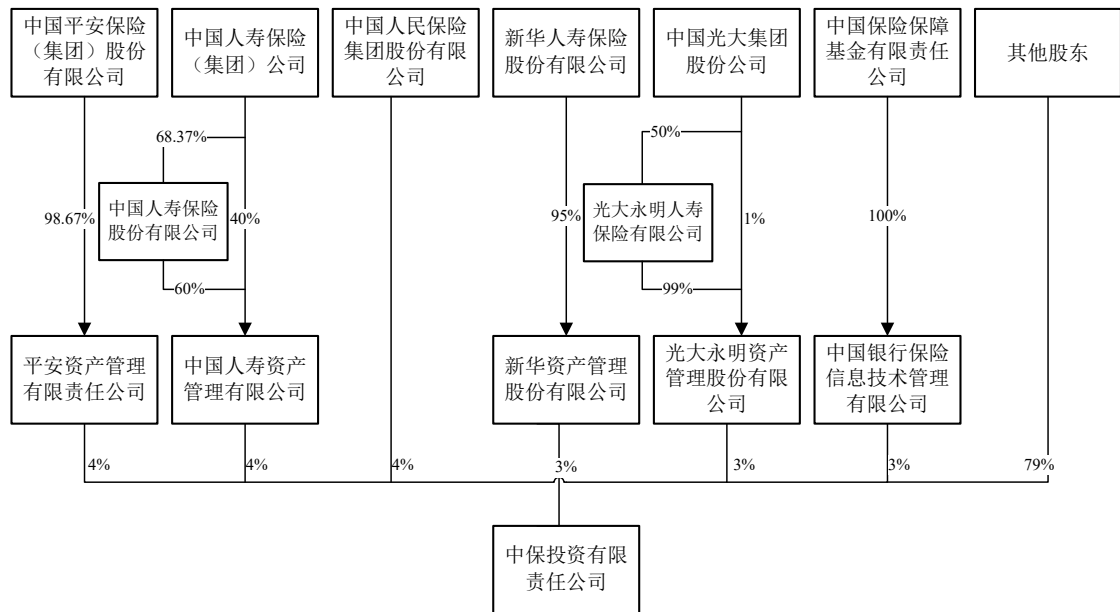 中国平安保险
（集团）股份
有限公司
中国人寿保险
（集团）公司
中国人民保险
集团股份有限
公司
新华人寿保险
股份有限公司
中国光大集团
股份公司
中国保险保障
基金有限责任
公司
其他股东
68.37%
50%
中国人寿保险
股份有限公司
光大永明人寿
保险有限公司
98.67%
40%
95%
1%
100%
60%
99%
平安资产管理
有限责任公司
中国人寿资产
管理有限公司
新华资产管理
股份有限公司
光大永明资产
管理股份有限
公司
中国银行保险
信息技术管理
有限公司
4%
4%
4%
3%
3%
3%
79%
中保投资有限
责任公司